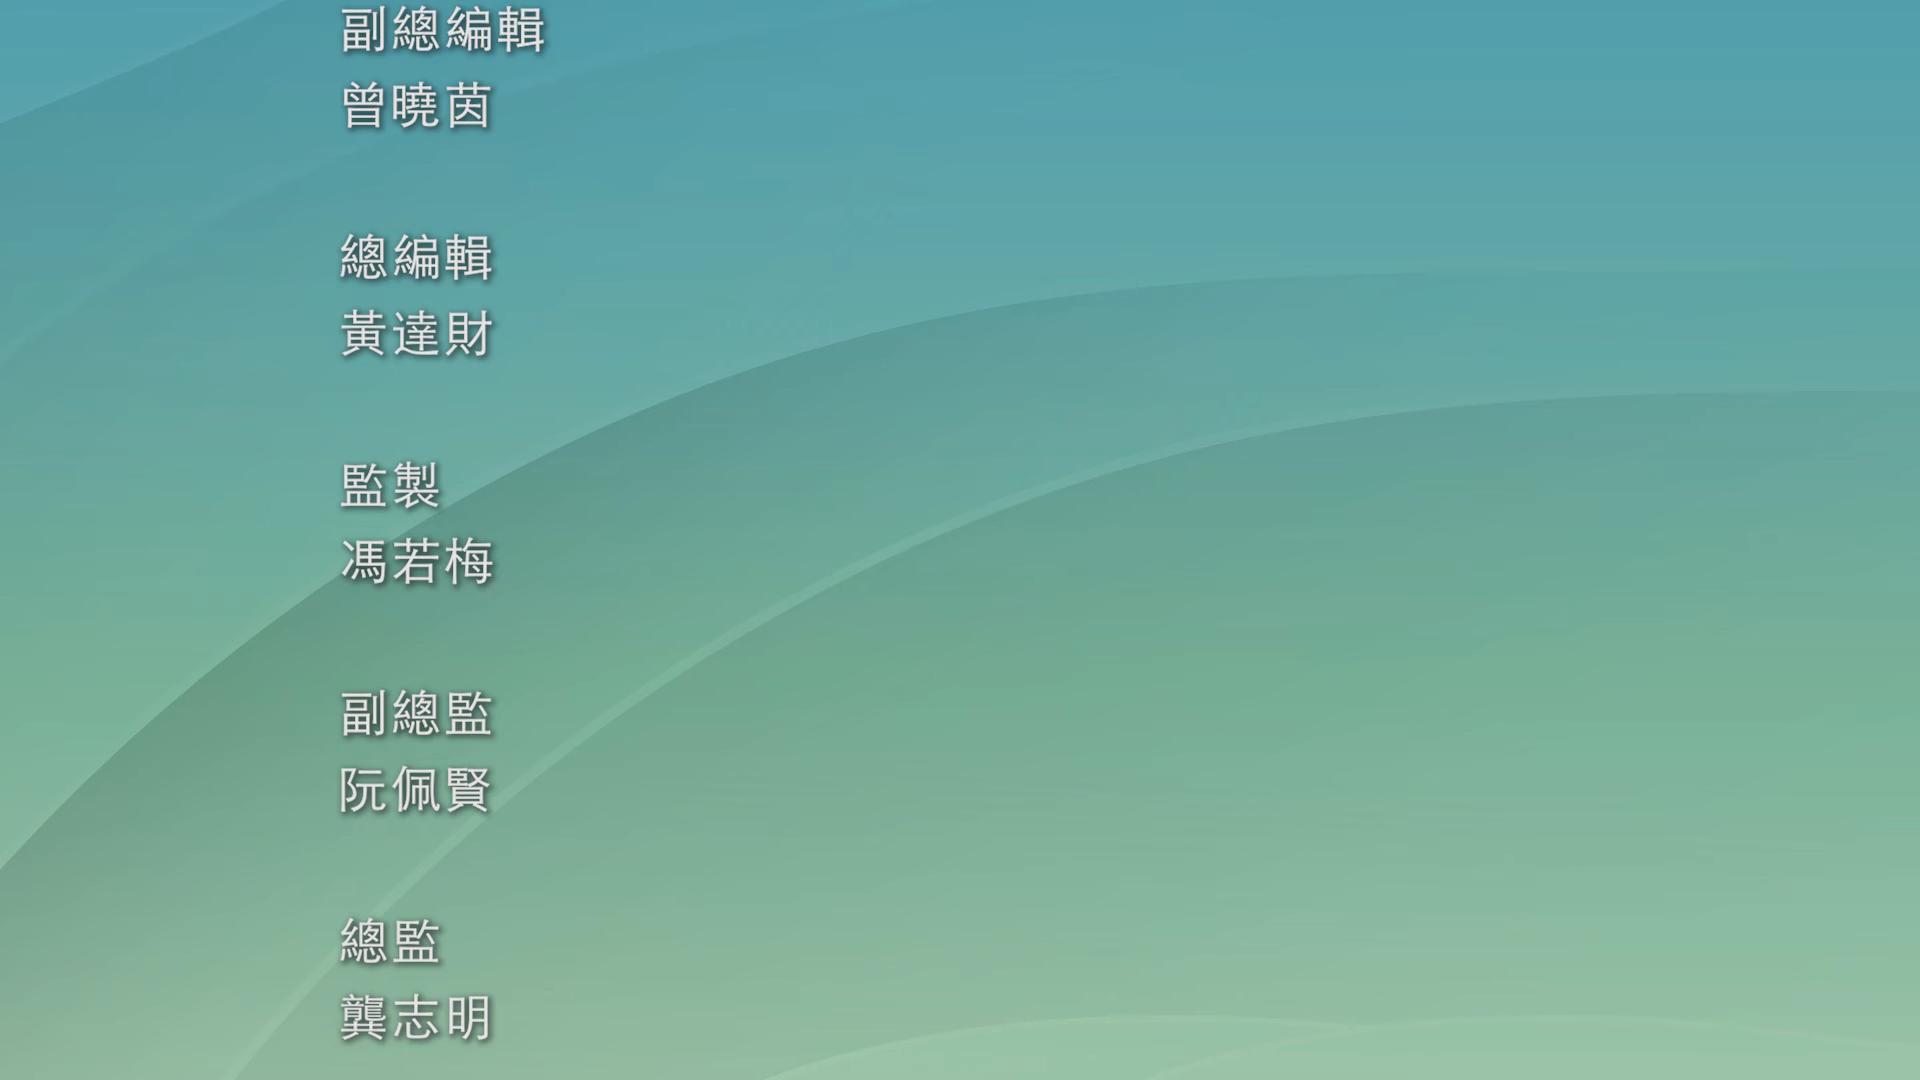 副總編輯
曾曉茵
總編輯
黃達財
監製
馮若梅
副總監
阮佩賢
總監
龔志明